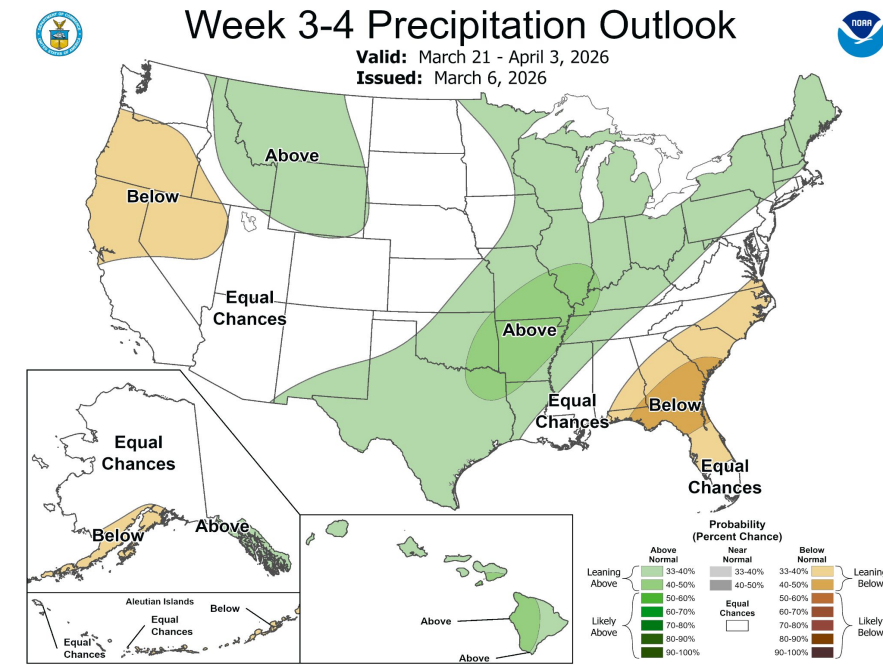 Week 3-4 Precipitation Outlook
Valid: March 21 - April 3, 2026
Issued: March 6, 2026
NOAA
Above
Below
Equal
Chances
Above
Equal
Chances
Below
Equal
Chances
Equal
Chances
Below
Above
Aleutian Islands
Below
Equal
Chances
Equal
Chances
Above
Above
Probability
(Percent Chance)
Above
Normal
Near
Normal
Below
Normal
Leaning
Above
33-40%
40-50%
50-60%
60-70%
70-80%
80-90%
90-100%
Likely
Above
33-40%
40-50%
Equal
Chances
33-40%
40-50%
50-60%
60-70%
70-80%
80-90%
90-100%
Leanin
Below
Likely
Below